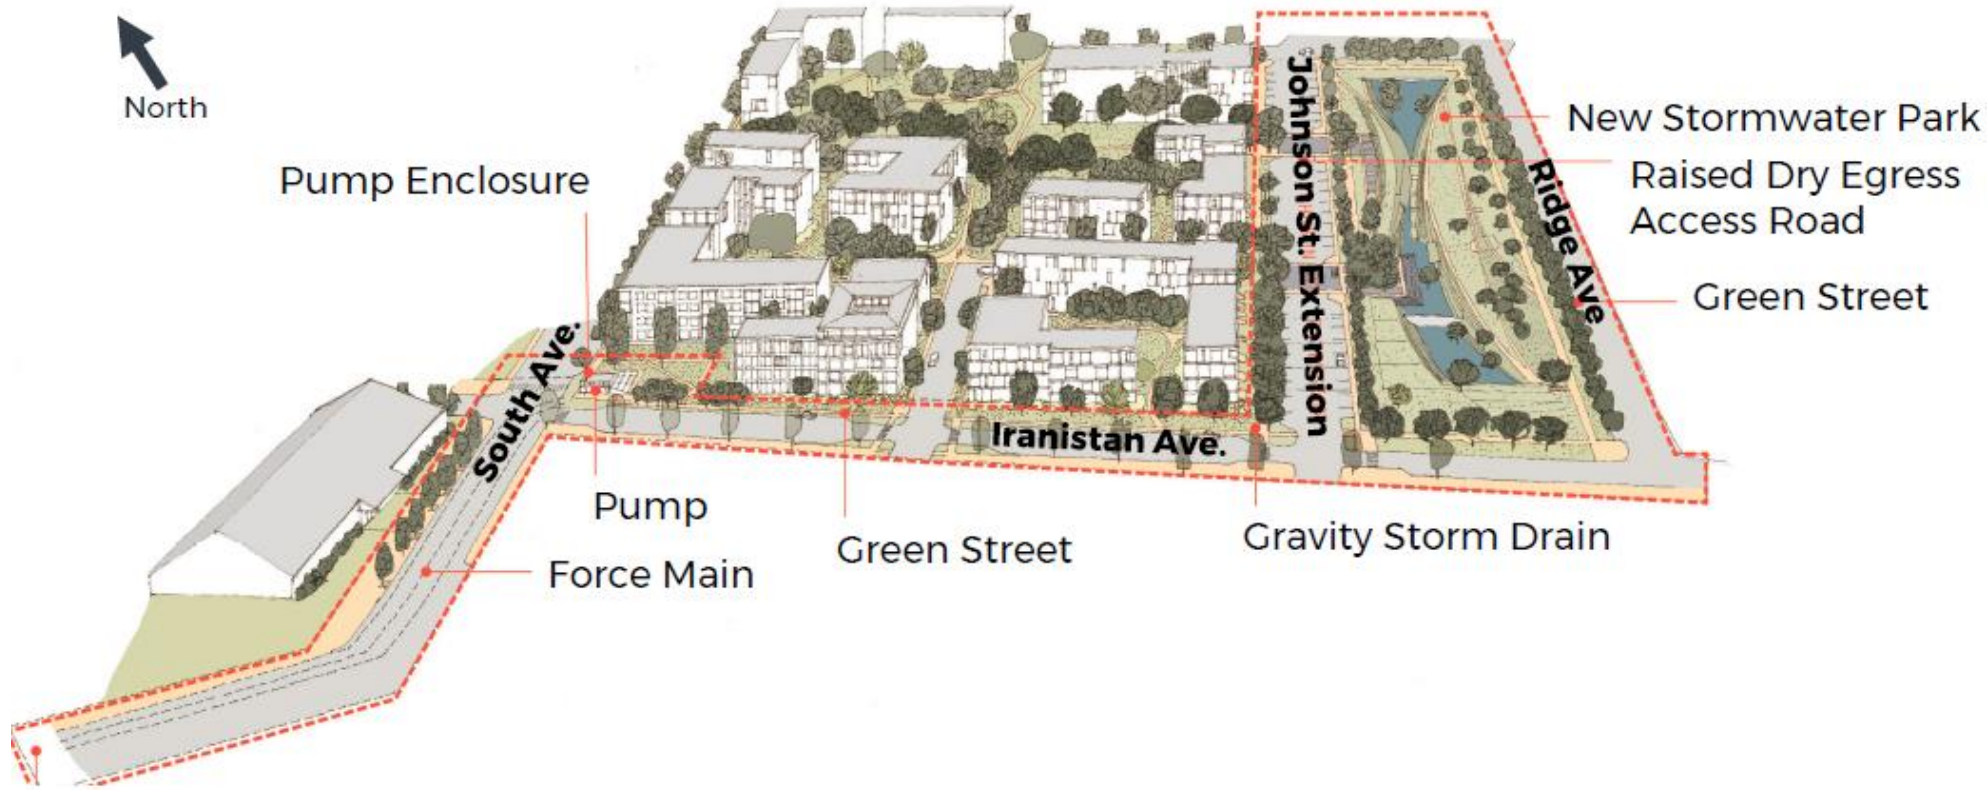 North
New Stormwater Park
Pump Enclosure
Raised Dry Egress
Access Road
Johnson St. Extension
Ridge Ave
Green Street
South Ave.
Iranistan Ave.
Pump
Green Street
Gravity Storm Drain
Force Main